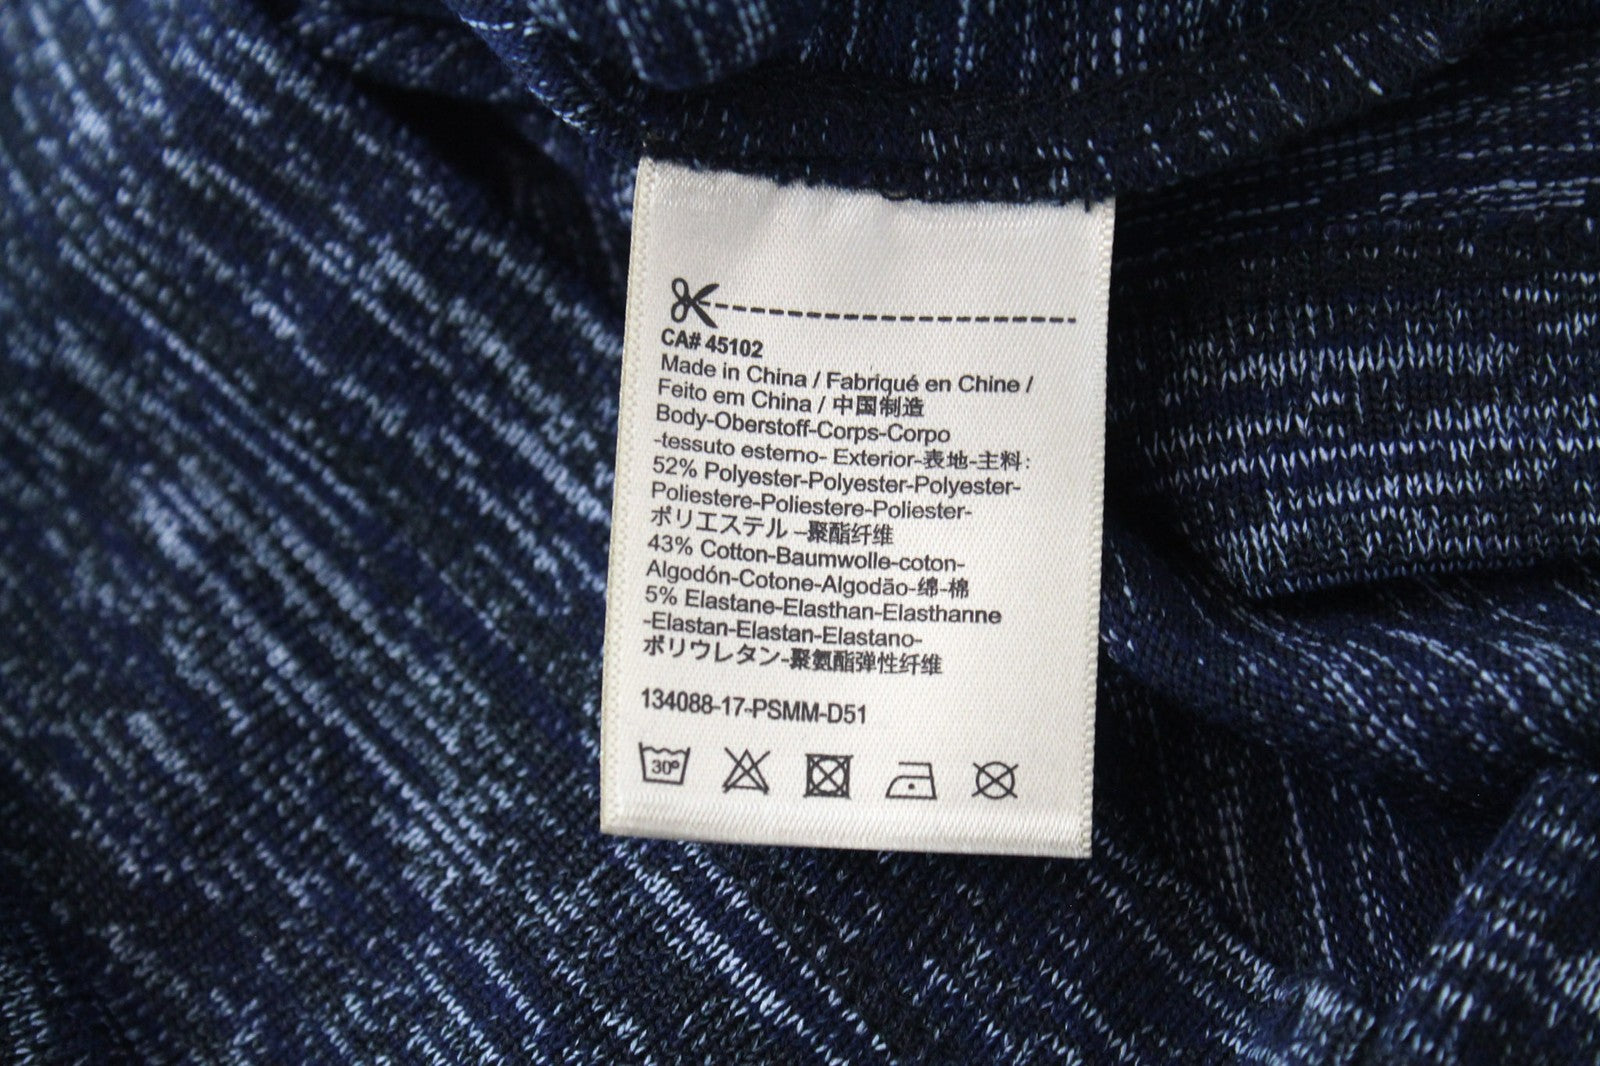 CA# 45102
Made in China / Fabriqué en Chine /
Feito em China / 中国制造
Body-Oberstoff-Corps-Corpo
-tessuto esterno- Exterior-表地-主料:
52% Polyester-Polyester-Polyester-
Poliestere-Poliestere-Poliester-
ポリエステル -聚酯纤维
43% Cotton-Baumwolle-coton-
Algodón-Cotone-Algodão-绵-棉
5% Elastane-Elasthan-Elasthanne
-Elastan-Elastan-Elastano-
ポリウレタン-聚氨酯弹性纤维
134088-17-PSMM-D51
30°